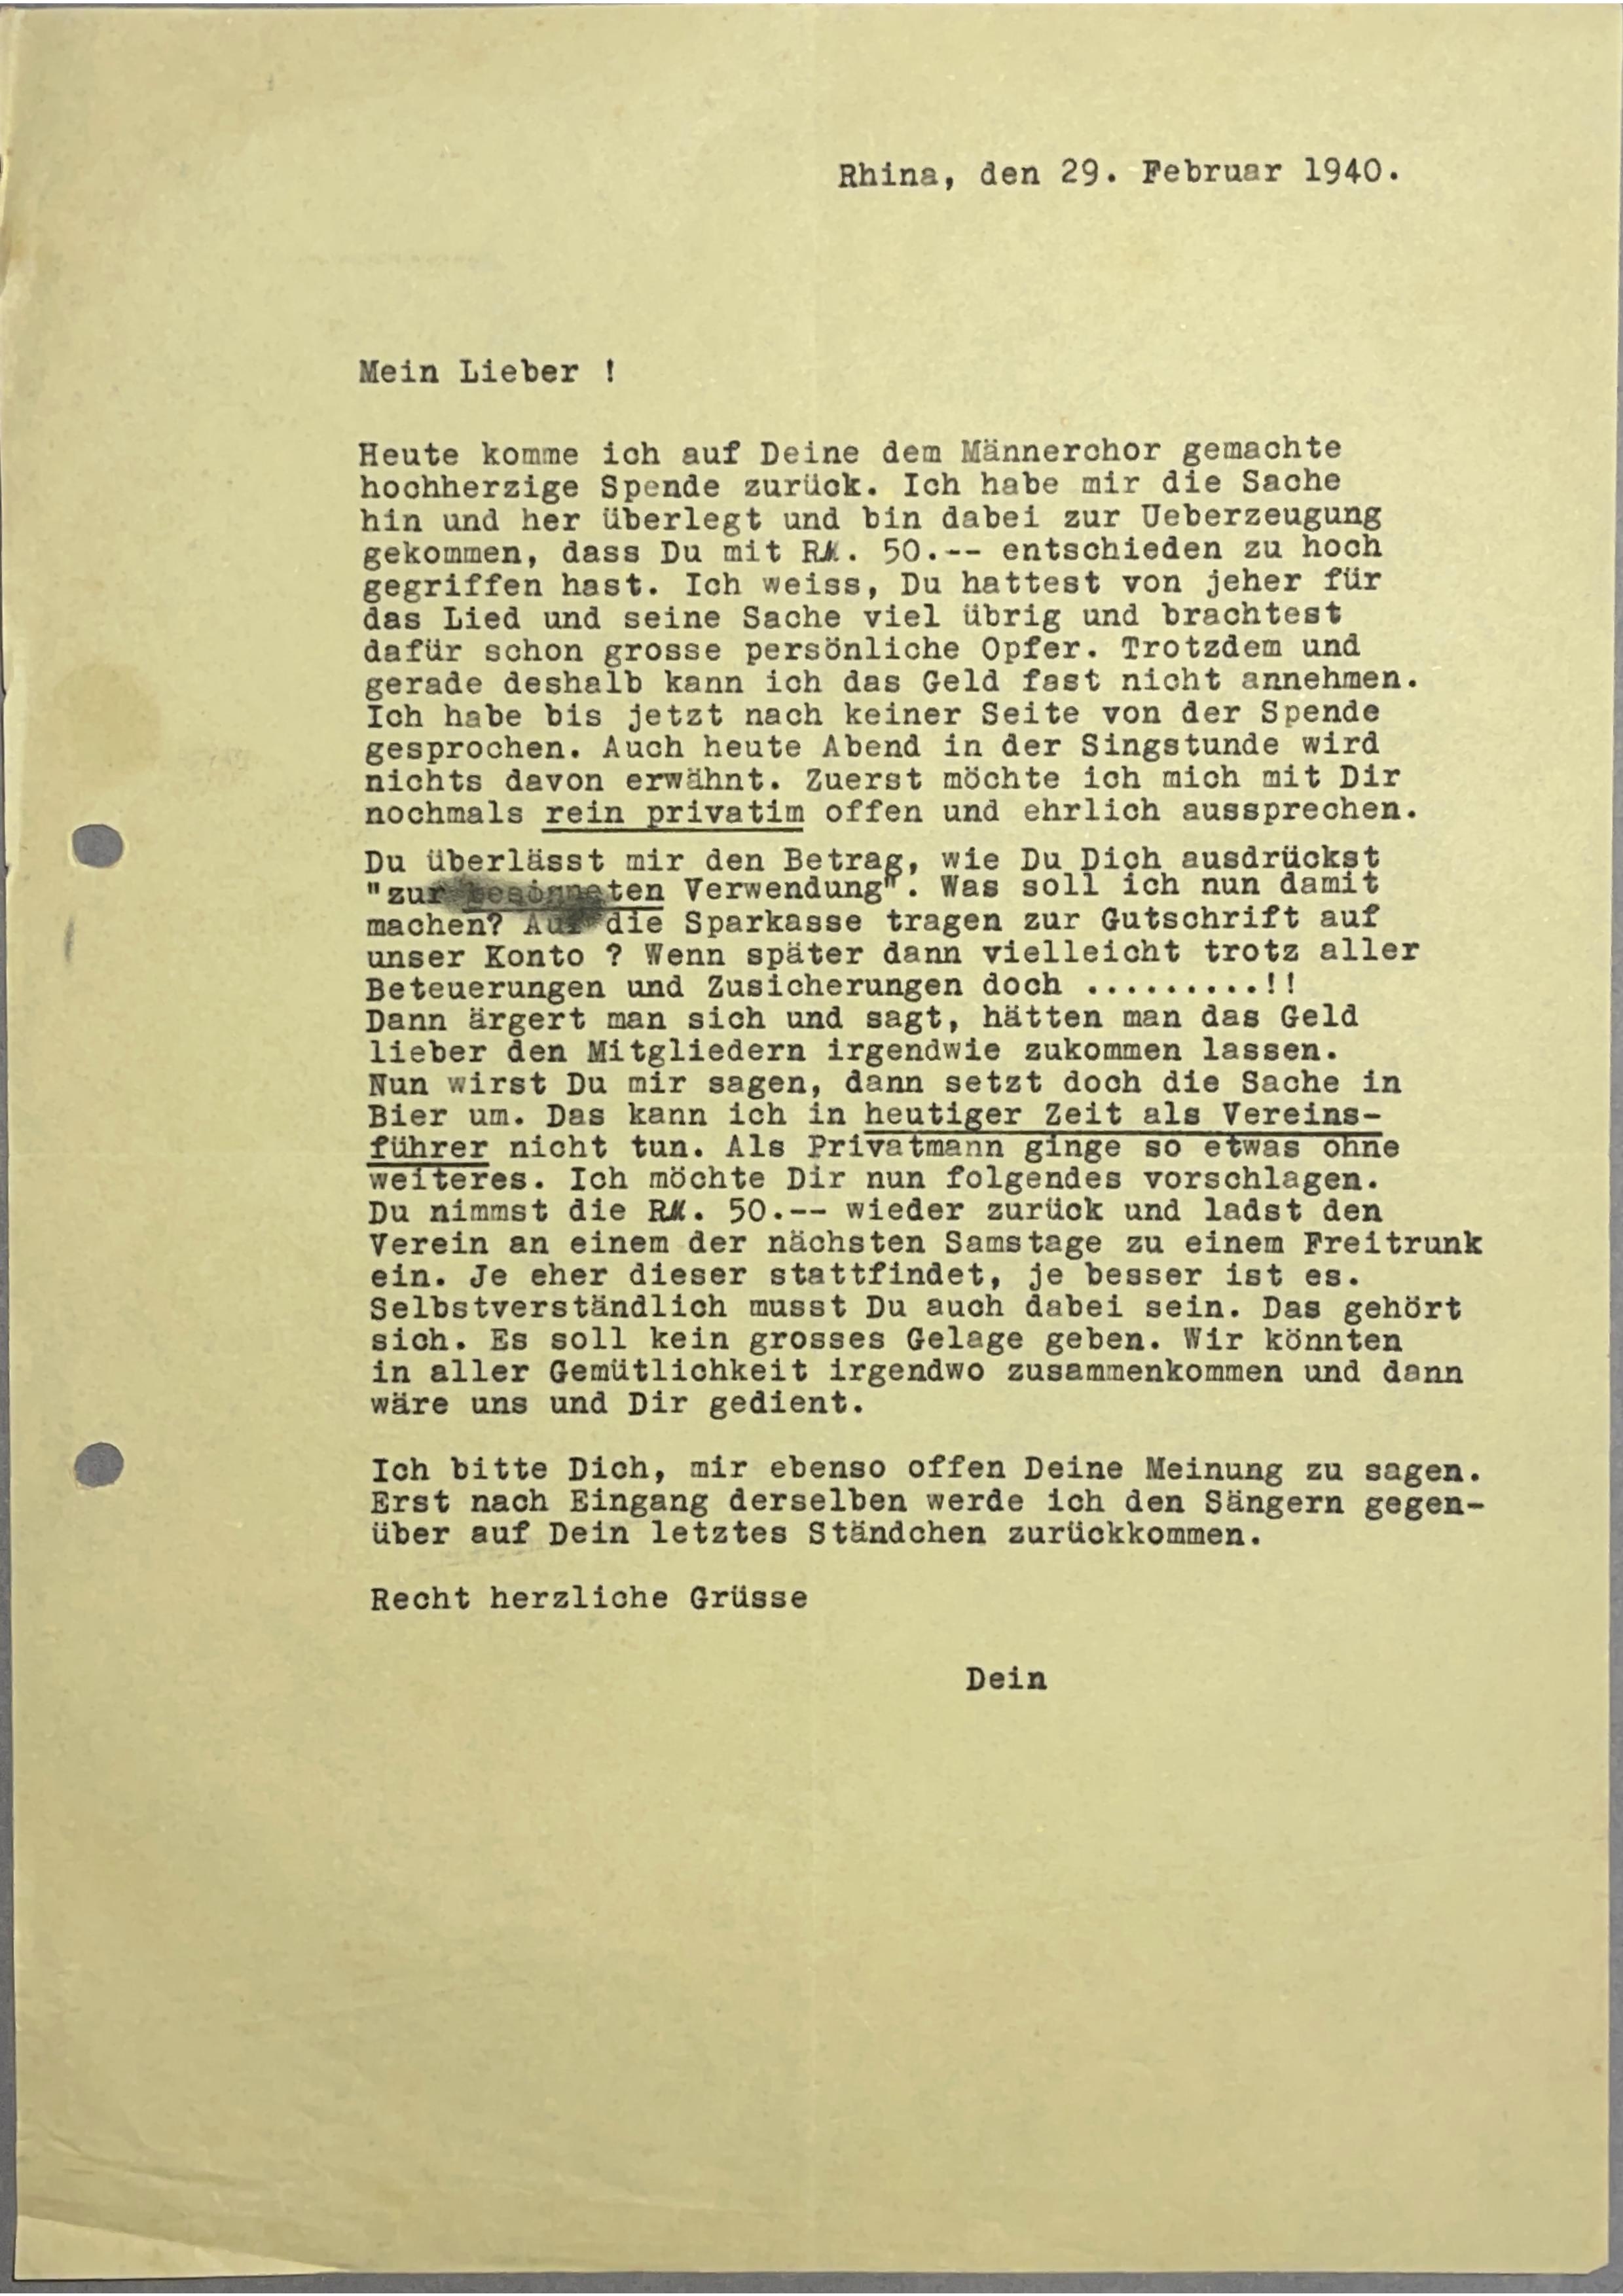 Rhina, den 29. Februar 1940.
Mein Lieber !
Heute komme ich auf Deine dem Männerchor gemachte
hochherzige Spende zurück. Ich habe mir die Sache
hin und her überlegt und bin dabei zur Ueberzeugung
gekommen, dass Du mit RM. 50.-- entschieden zu hoch
gegriffen hast. Ich weiss, Du hattest von jeher für
das Lied und seine Sache viel übrig und brachtest
dafür schon grosse persönliche Opfer. Trotzdem und
gerade deshalb kann ich das Geld fast nicht annehmen.
Ich habe bis jetzt nach keiner Seite von der Spende
gesprochen. Auch heute Abend in der Singstunde wird
nichts davon erwähnt. Zuerst möchte ich mich mit Dir
nochmals rein privatim offen und ehrlich aussprechen.
Du überlässt mir den Betrag, wie Du Dich ausdrückst
"zur Verwendung". Was soll ich nun damit
machen? Auf die Sparkasse tragen zur Gutschrift auf
unser Konto ? Wenn später dann vielleicht trotz aller
Beteuerungen und Zusicherungen doch .........!!
Dann ärgert man sich und sagt, hätten man das Geld
lieber den Mitgliedern irgendwie zukommen lassen.
Nun wirst Du mir sagen, dann setzt doch die Sache in
Bier um. Das kann ich in heutiger Zeit als Vereins-
führer nicht tun. Als Privatmann ginge so etwas ohne
weiteres. Ich möchte Dir nun folgendes vorschlagen.
Du nimmst die RM. 50.-- wieder zurück und ladst den
Verein an einem der nächsten Samstage zu einem Freitrunk
ein. Je eher dieser stattfindet, je besser ist es.
Selbstverständlich musst Du auch dabei sein. Das gehört
sich. Es soll kein grosses Gelage geben. Wir könnten
in aller Gemütlichkeit irgendwo zusammenkommen und dann
wäre uns und Dir gedient.
Ich bitte Dich, mir ebenso offen Deine Meinung zu sagen.
Erst nach Eingang derselben werde ich den Sängern gegen-
über auf Dein letztes Ständchen zurückkommen.
Recht herzliche Grüsse
Dein